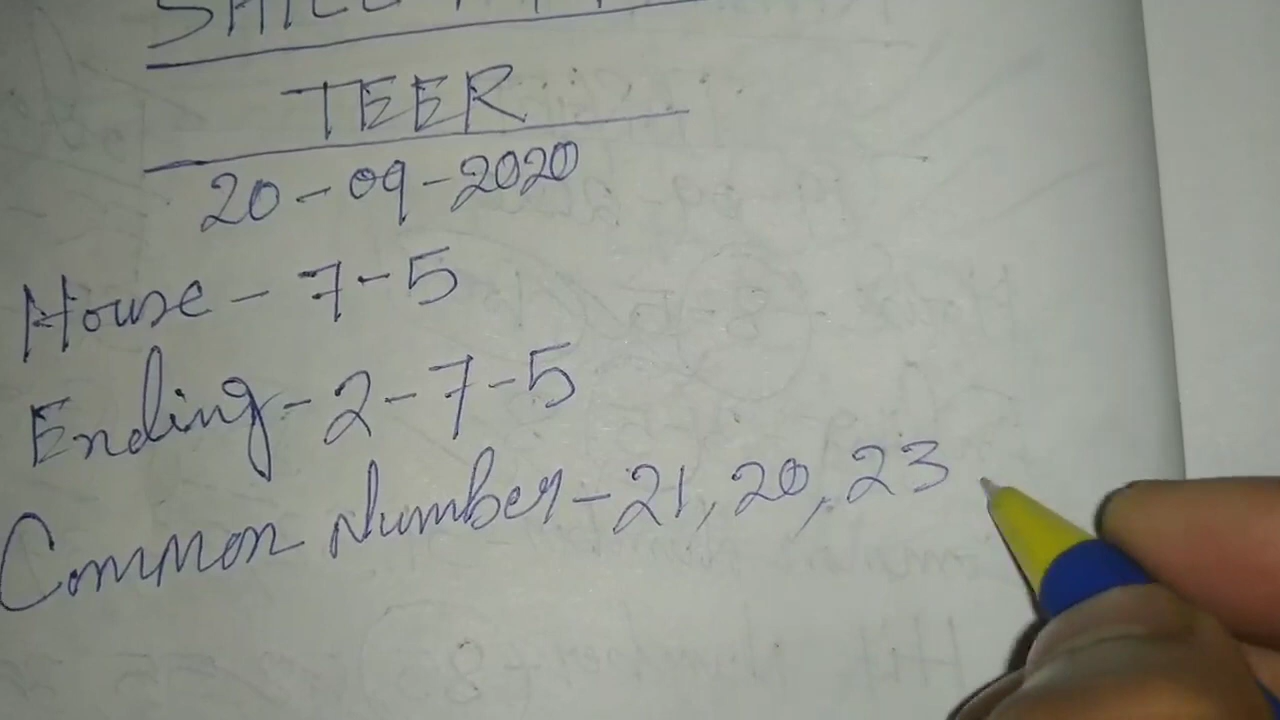 TEER
20-09-2020
House - 7-5
Ending - 2-7-5
Common Number - 21, 20, 23